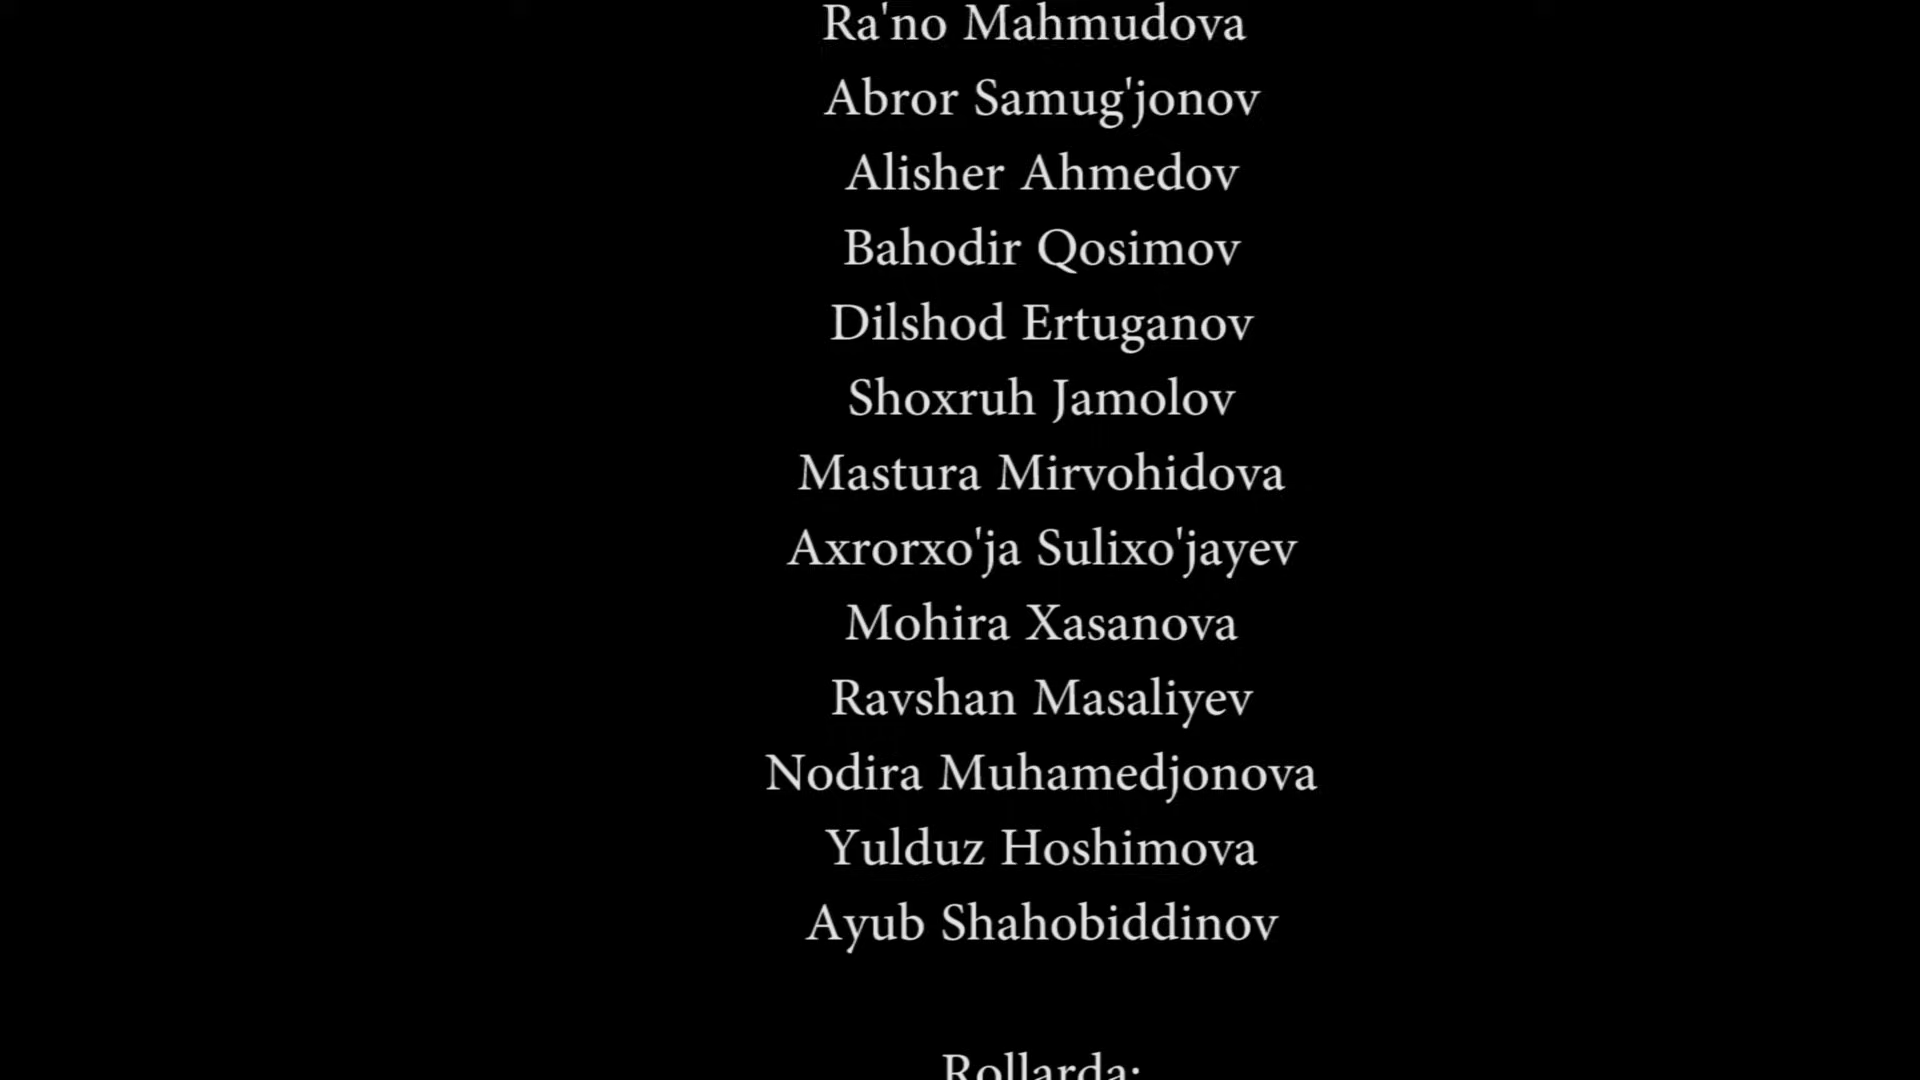 Ra'no Mahmudova
Abror Samug'jonov
Alisher Ahmedov
Bahodir Qosimov
Dilshod Ertuganov
Shoxruh Jamolov
Mastura Mirvohidova
Axrorxo'ja Sulixo'jayev
Mohira Xasanova
Ravshan Masaliyev
Nodira Muhamedjonova
Yulduz Hoshimova
Ayub Shahobiddinov
Rollarda: